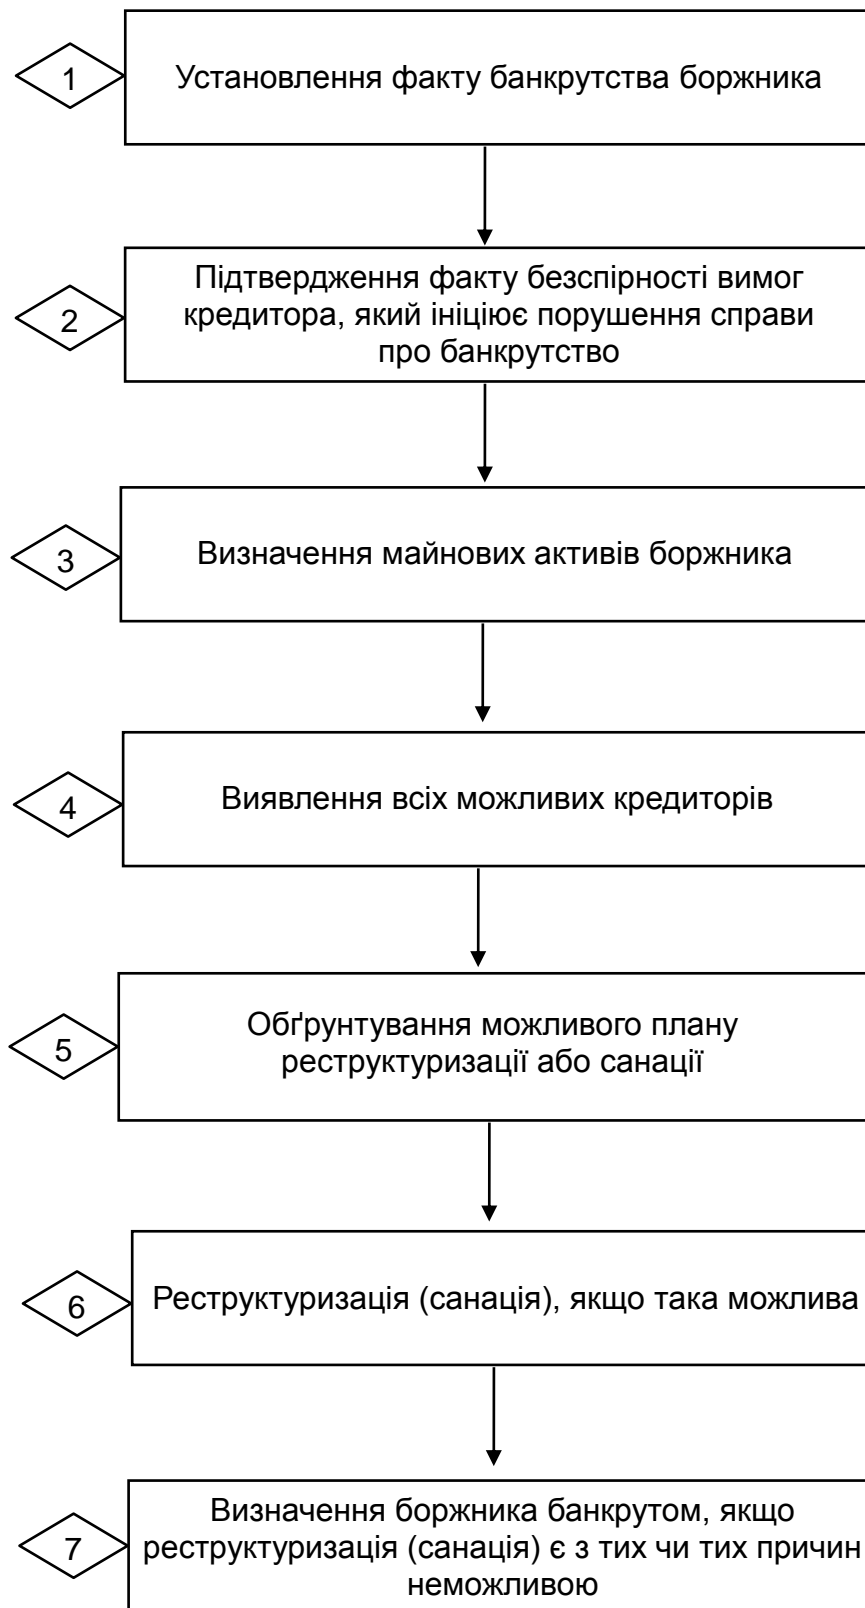 1
Установлення факту банкрутства боржника
2
Підтвердження факту безспірності вимог
кредитора, який ініціює порушення справи
про банкрутство
3
Визначення майнових активів боржника
4
Виявлення всіх можливих кредиторів
5
Обґрунтування можливого плану
реструктуризації або санації
6
Реструктуризація (санація), якщо така можлива
7
Визначення боржника банкрутом, якщо
реструктуризація (санація) є з тих чи тих причин
неможливою